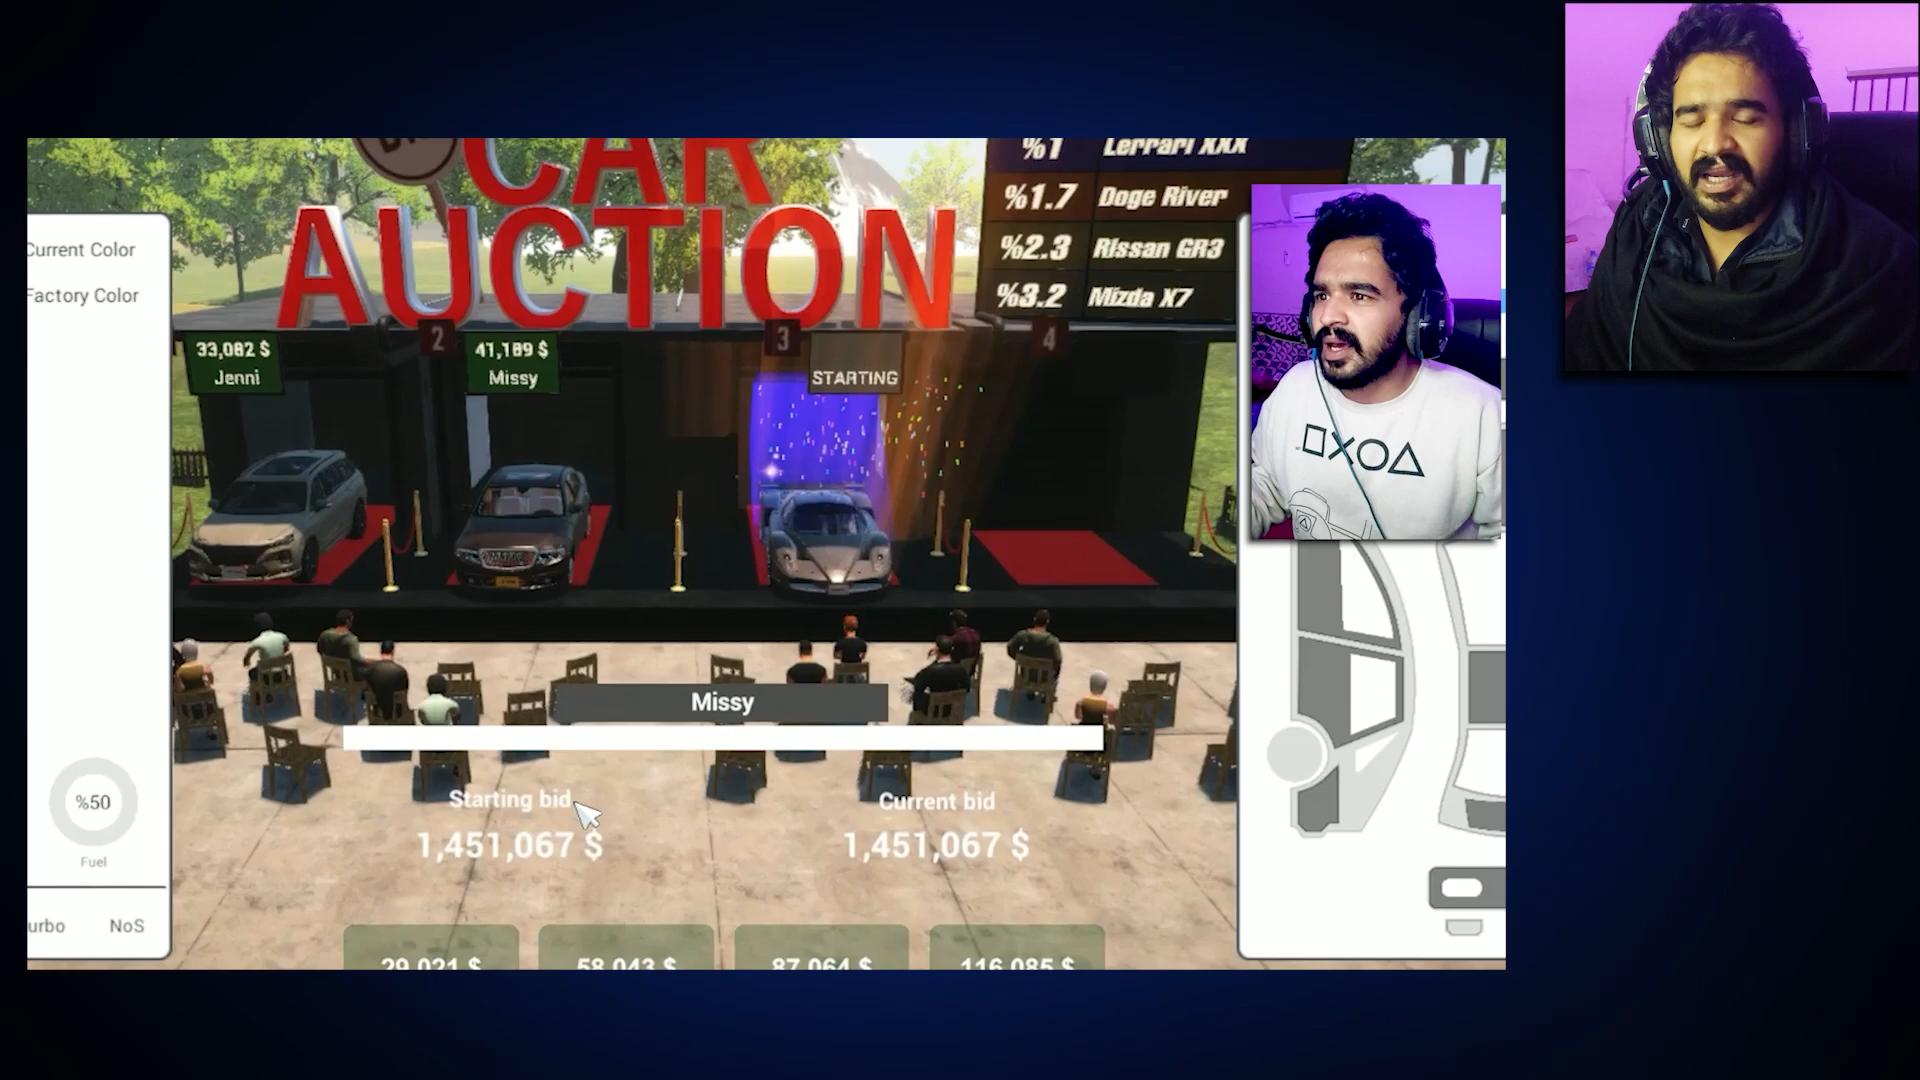 CAR
AUCTION
%1 Lerrari XXX
%1.7 Doge River
%2.3 Rissan GR3
%3.2 Mizda X7
Current Color
Factory Color
2
3
4
33,082 $
Jenni
41,189 $
Missy
STARTING
Missy
Starting bid
1,451,067 $
Current bid
1,451,067 $
%50
Fuel
urbo
NoS
29,021 $
58,043 $
87,064 $
116,085 $